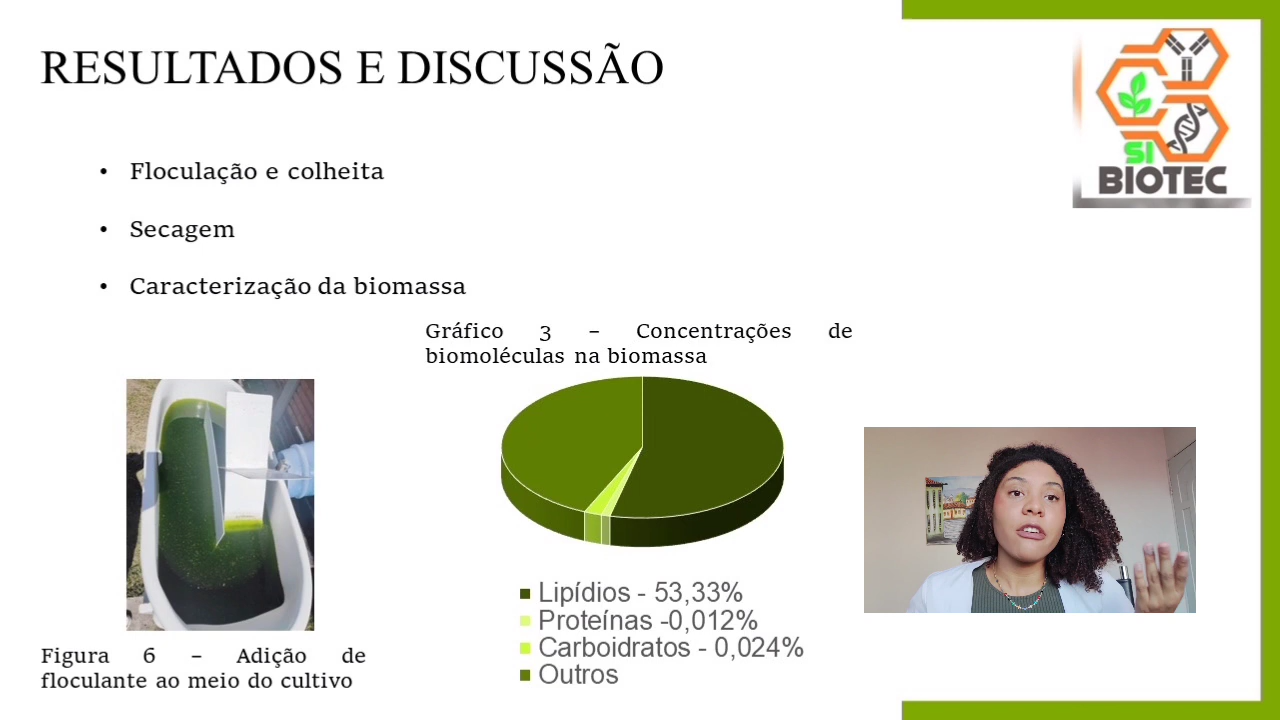 RESULTADOS E DISCUSSÃO
SI
BIOTEC
• Floculação e colheita
• Secagem
• Caracterização da biomassa
Gráfico 3 – Concentrações de
biomoléculas na biomassa
Lipídios - 53,33%
Proteínas -0,012%
Carboidratos - 0,024%
Outros
Figura 6 – Adição de
floculante ao meio do cultivo